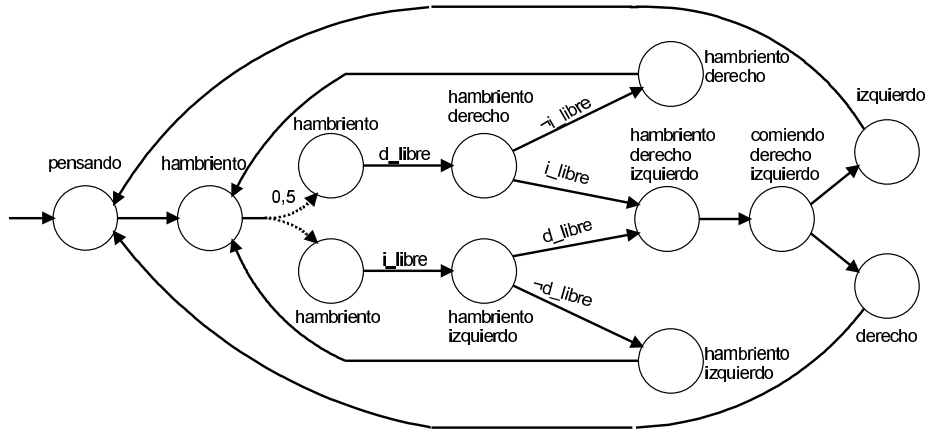 hambriento
derecho
izquierdo
hambriento
derecho
¬i_libre
hambriento
pensando
hambriento
d_libre
hambriento
derecho
izquierdo
comiendo
derecho
izquierdo
i_libre
0,5
d_libre
i_libre
¬d_libre
hambriento
hambriento
izquierdo
derecho
hambriento
izquierdo